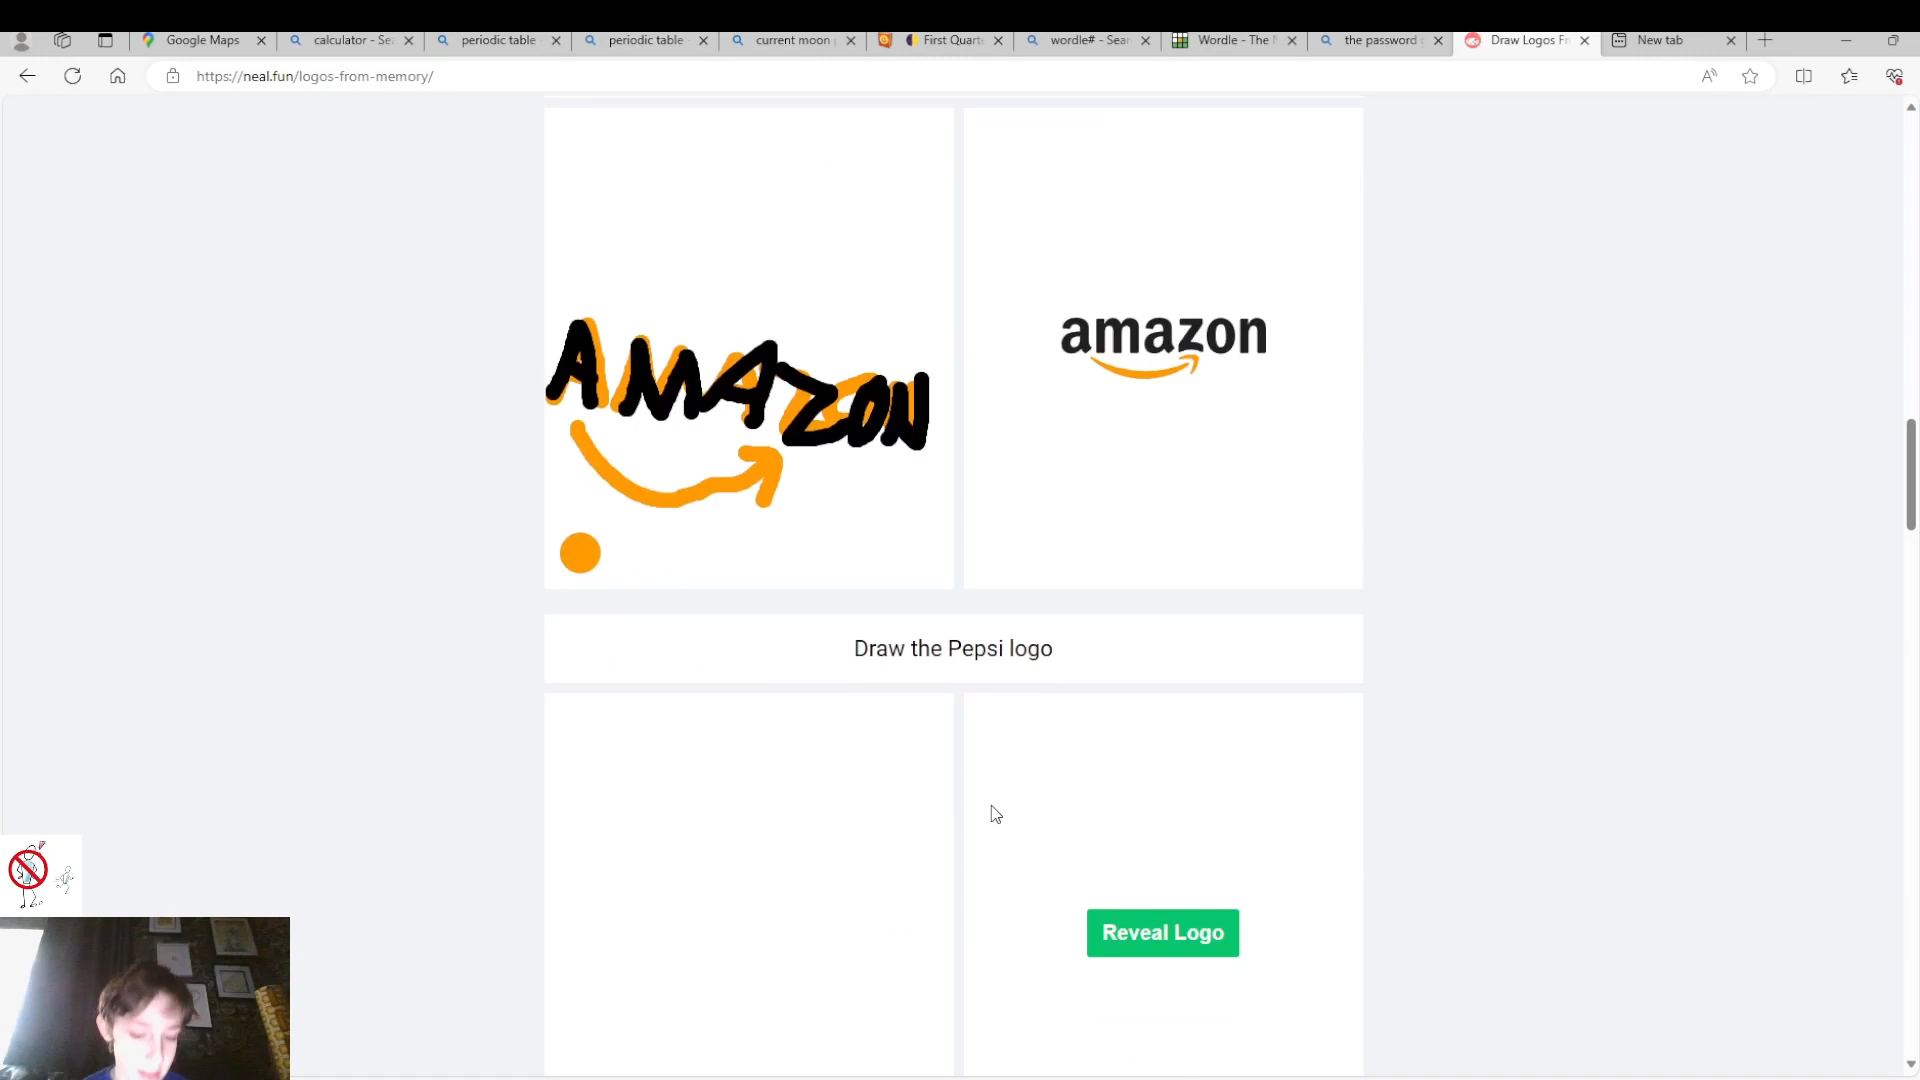 Google Maps
calculator - Se
periodic table
periodic table
current moon
First Quart
wordle# - Sear
Wordle - The N
the password g
Draw Logos Fr
New tab
https://neal.fun/logos-from-memory/
AMAZON
amazon
Draw the Pepsi logo
Reveal Logo